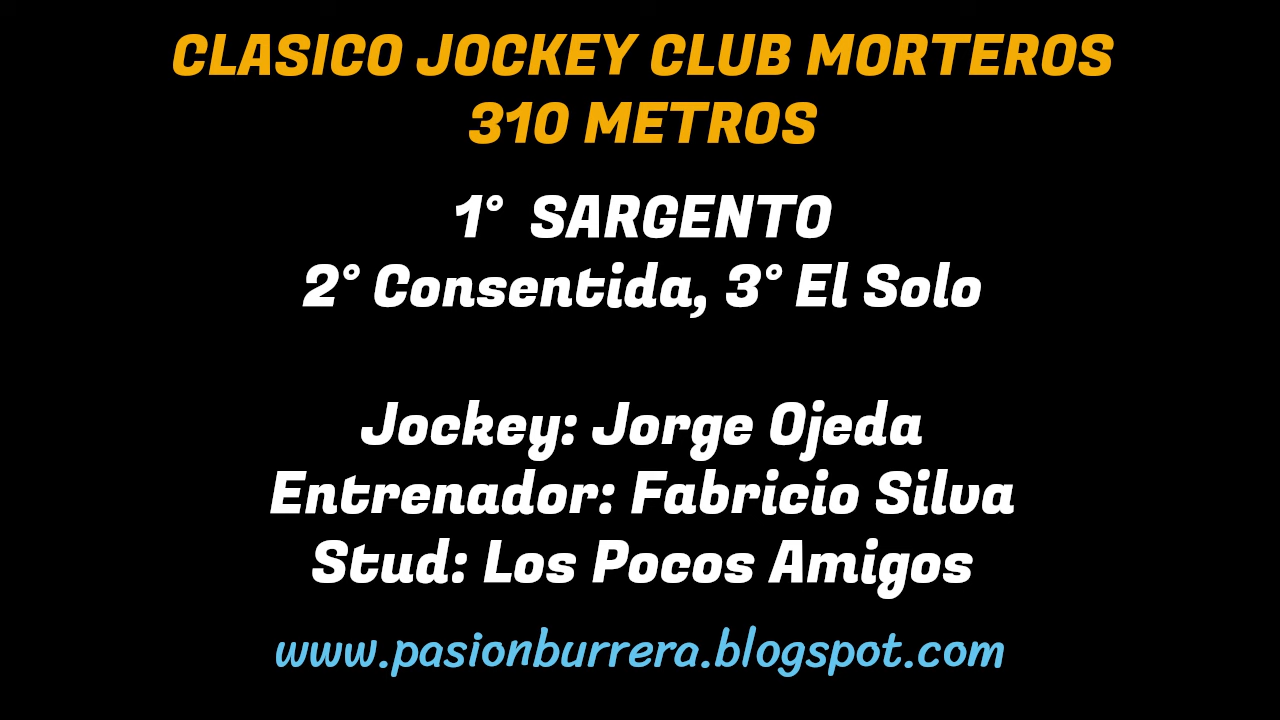 CLASICO JOCKEY CLUB MORTEROS
310 METROS
1° SARGENTO
2° Consentida, 3° El Solo
Jockey: Jorge Ojeda
Entrenador: Fabricio Silva
Stud: Los Pocos Amigos
www.pasionburrera.blogspot.com